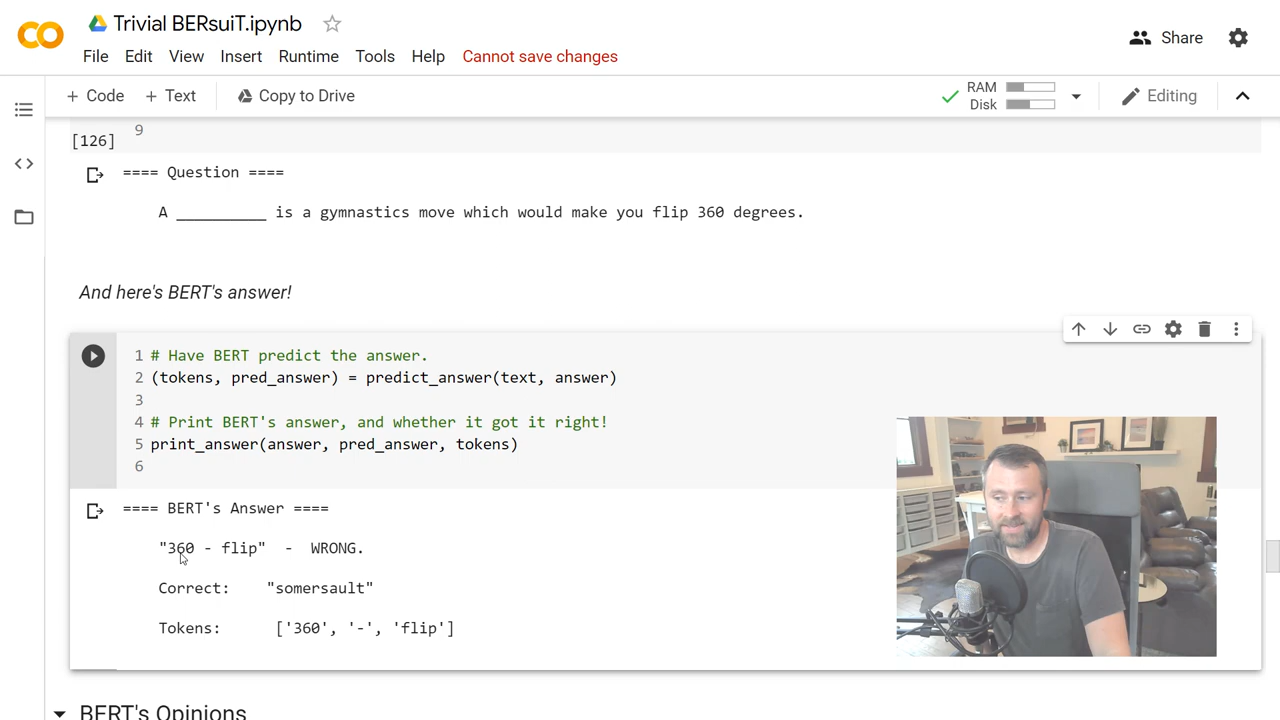 Trivial BERsuiT.ipynb
Share
File Edit View Insert Runtime Tools Help Cannot save changes
+ Code + Text Copy to Drive
RAM
Disk
Editing
9
[126]
==== Question ====
A __________ is a gymnastics move which would make you flip 360 degrees.
And here's BERT's answer!
1 # Have BERT predict the answer.
2 (tokens, pred_answer) = predict_answer(text, answer)
3
4 # Print BERT's answer, and whether it got it right!
5 print_answer(answer, pred_answer, tokens)
6
==== BERT's Answer ====
"360 - flip" - WRONG.
Correct: "somersault"
Tokens: ['360', '-', 'flip']
BERT's Opinions